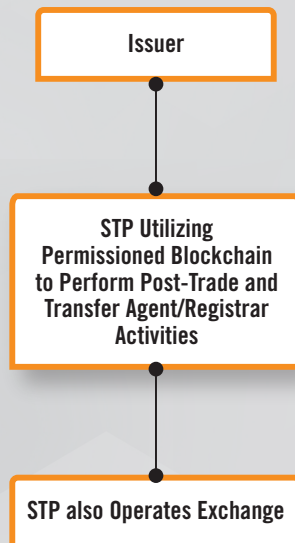 Issuer
STP Utilizing
Permissioned Blockchain
to Perform Post-Trade and
Transfer Agent/Registrar
Activities
STP also Operates Exchange